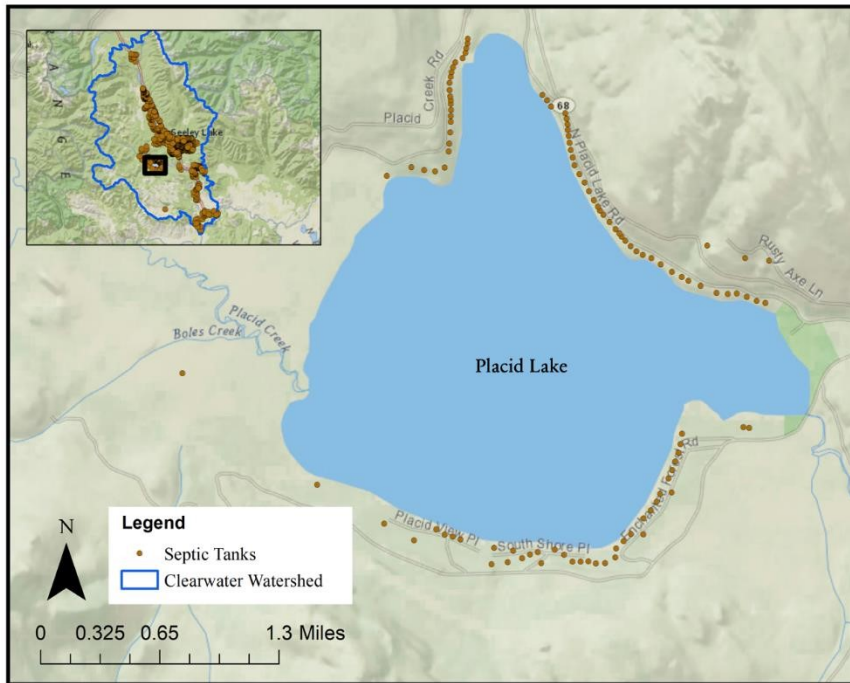 R A N G E
Seeley Lake
Placid
Creek Rd
68
N Placid Lake Rd
Rusty Axe Ln
Placid Creek
Boles Creek
Placid Lake
Enchanted Forest Rd
Placid View Pl
South Shore Pl
N
Legend
Septic Tanks
Clearwater Watershed
0 0.325 0.65 1.3 Miles